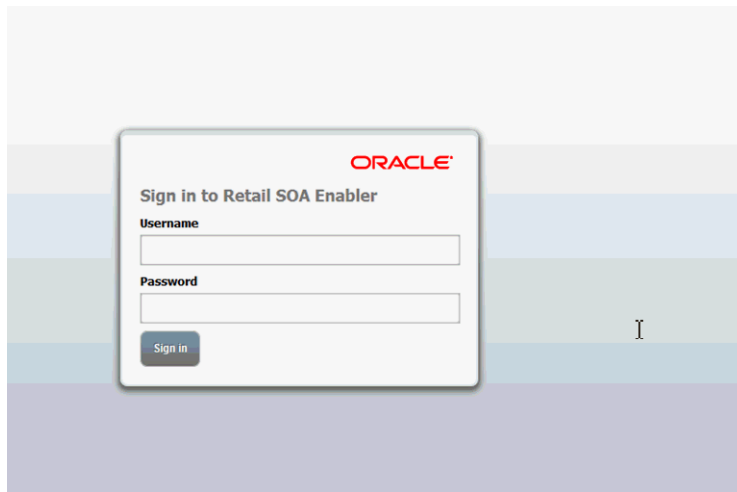 ORACLE
Sign in to Retail SOA Enabler
Username
Password
Sign in